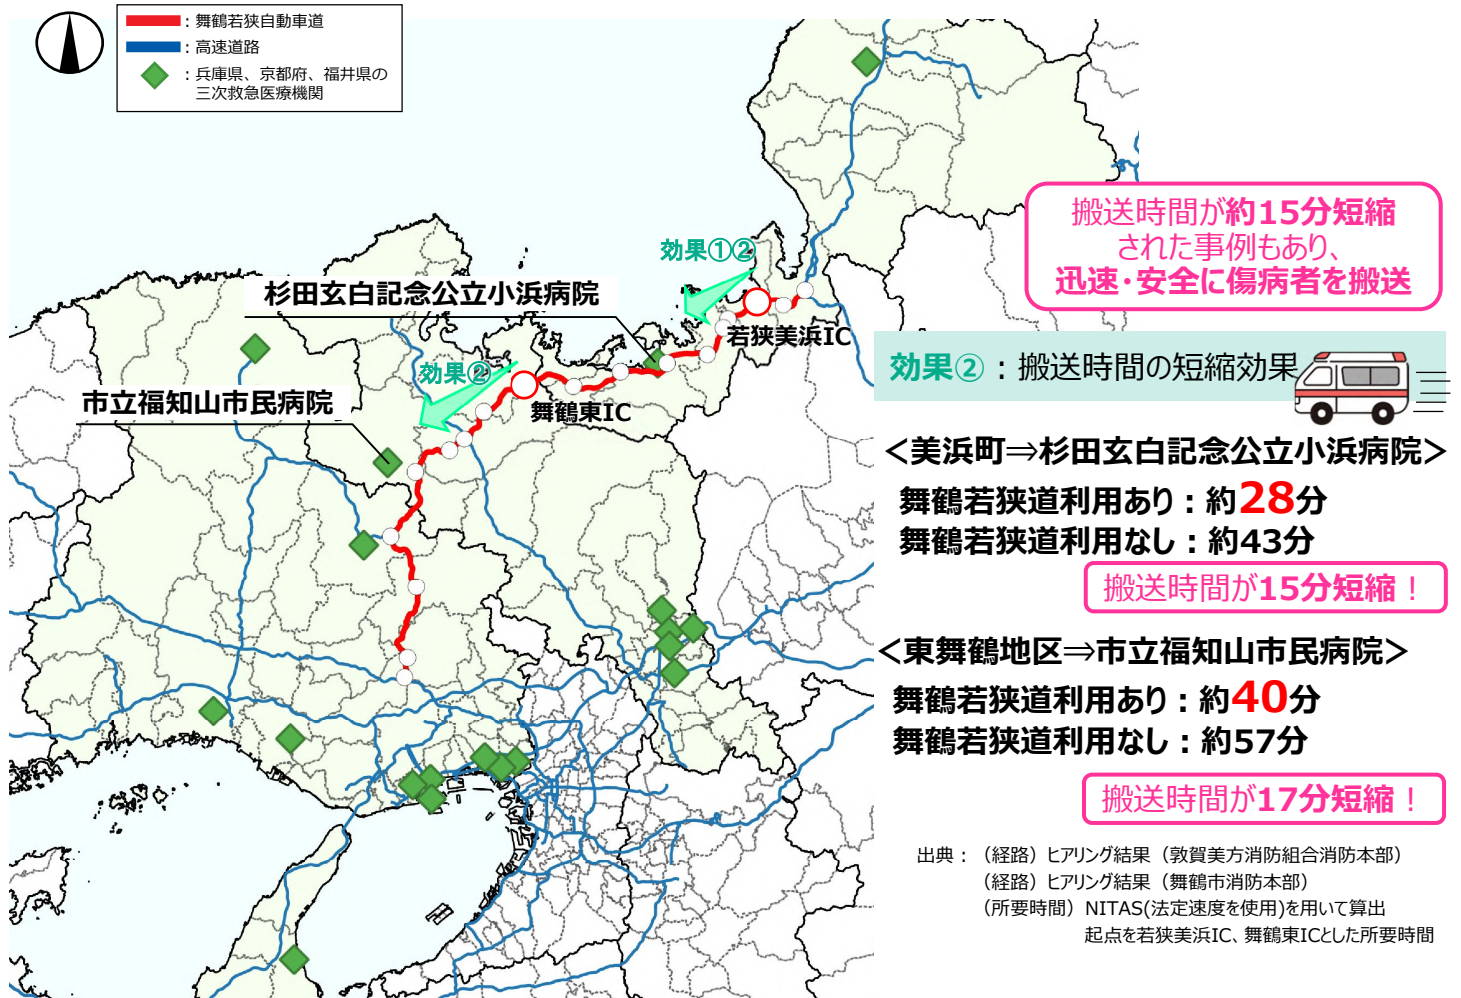 ：舞鶴若狭自動車道
：高速道路
：兵庫県、京都府、福井県の
三次救急医療機関
効果①②
杉田玄白記念公立小浜病院
若狭美浜IC
効果②
市立福知山市民病院
舞鶴東IC
搬送時間が約15分短縮
された事例もあり、
迅速・安全に傷病者を搬送
効果②：搬送時間の短縮効果
＜美浜町⇒杉田玄白記念公立小浜病院＞
舞鶴若狭道利用あり：約28分
舞鶴若狭道利用なし：約43分
搬送時間が15分短縮！
＜東舞鶴地区⇒市立福知山市民病院＞
舞鶴若狭道利用あり：約40分
舞鶴若狭道利用なし：約57分
搬送時間が17分短縮！
出典：（経路）ヒアリング結果（敦賀美方消防組合消防本部）
（経路）ヒアリング結果（舞鶴市消防本部）
（所要時間）NITAS(法定速度を使用)を用いて算出
起点を若狭美浜IC、舞鶴東ICとした所要時間